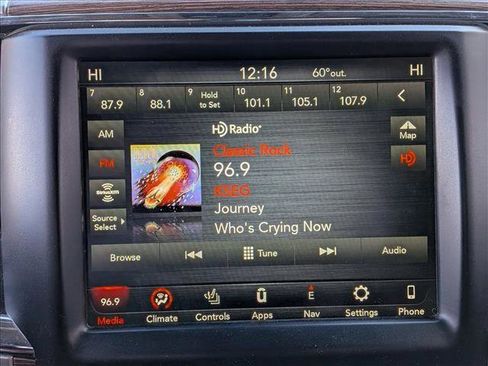 HI 12:16 60°out. HI
7 8 9 10 11 12
87.9 88.1 Hold to Set 101.1 105.1 107.9
AM
HD Radio
Map
FM
Classic Rock
HD
96.9
SiriusXM
KSEG
Source Select
Journey
Who's Crying Now
Browse Tune Audio
96.9 E
Media Climate Controls Apps Nav Settings Phone